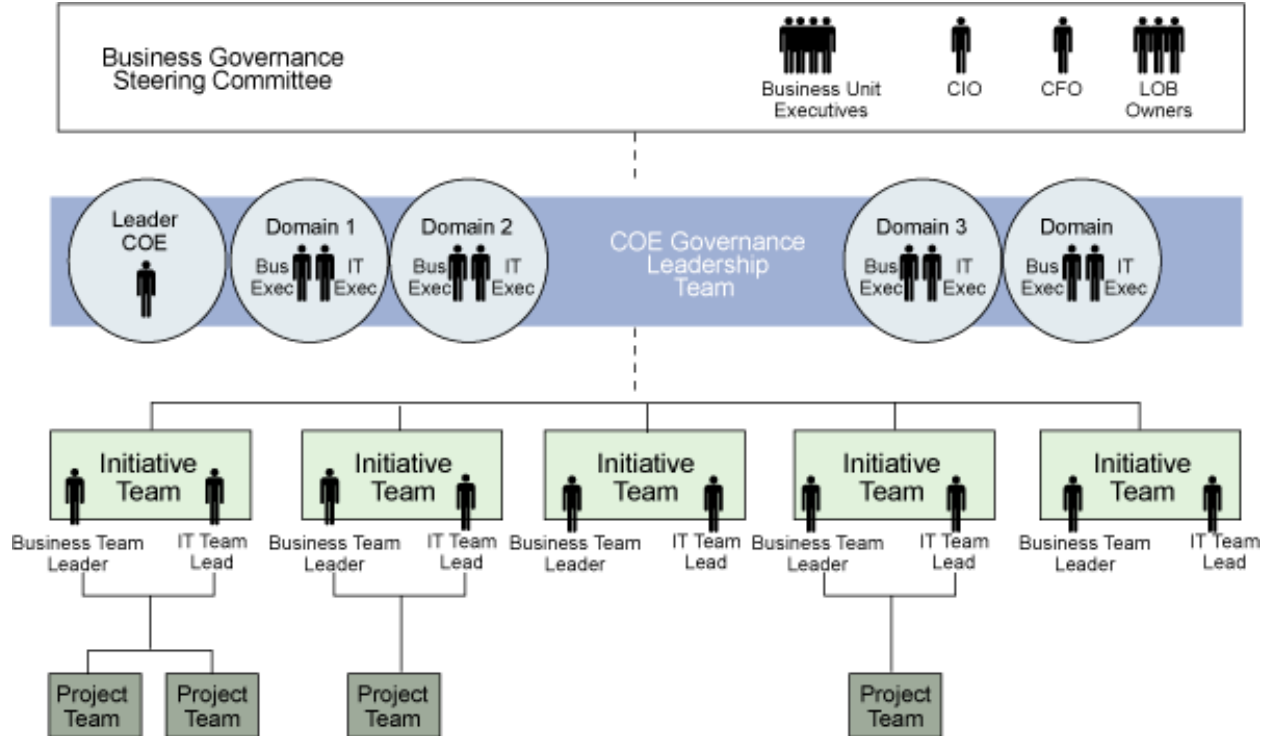 Business Governance
Steering Committee
Business Unit
Executives
CIO
CFO
LOB
Owners
Leader
COE
Domain 1
Bus
Exec
IT
Exec
Domain 2
Bus
Exec
IT
Exec
COE Governance
Leadership
Team
Domain 3
Bus
Exec
IT
Exec
Domain
Bus
Exec
IT
Exec
Initiative
Team
Business Team
Leader
IT Team
Lead
Initiative
Team
Business Team
Leader
IT Team
Lead
Initiative
Team
Business Team
Leader
IT Team
Lead
Initiative
Team
Business Team
Leader
IT Team
Lead
Initiative
Team
Business Team
Leader
IT Team
Lead
Project
Team
Project
Team
Project
Team
Project
Team